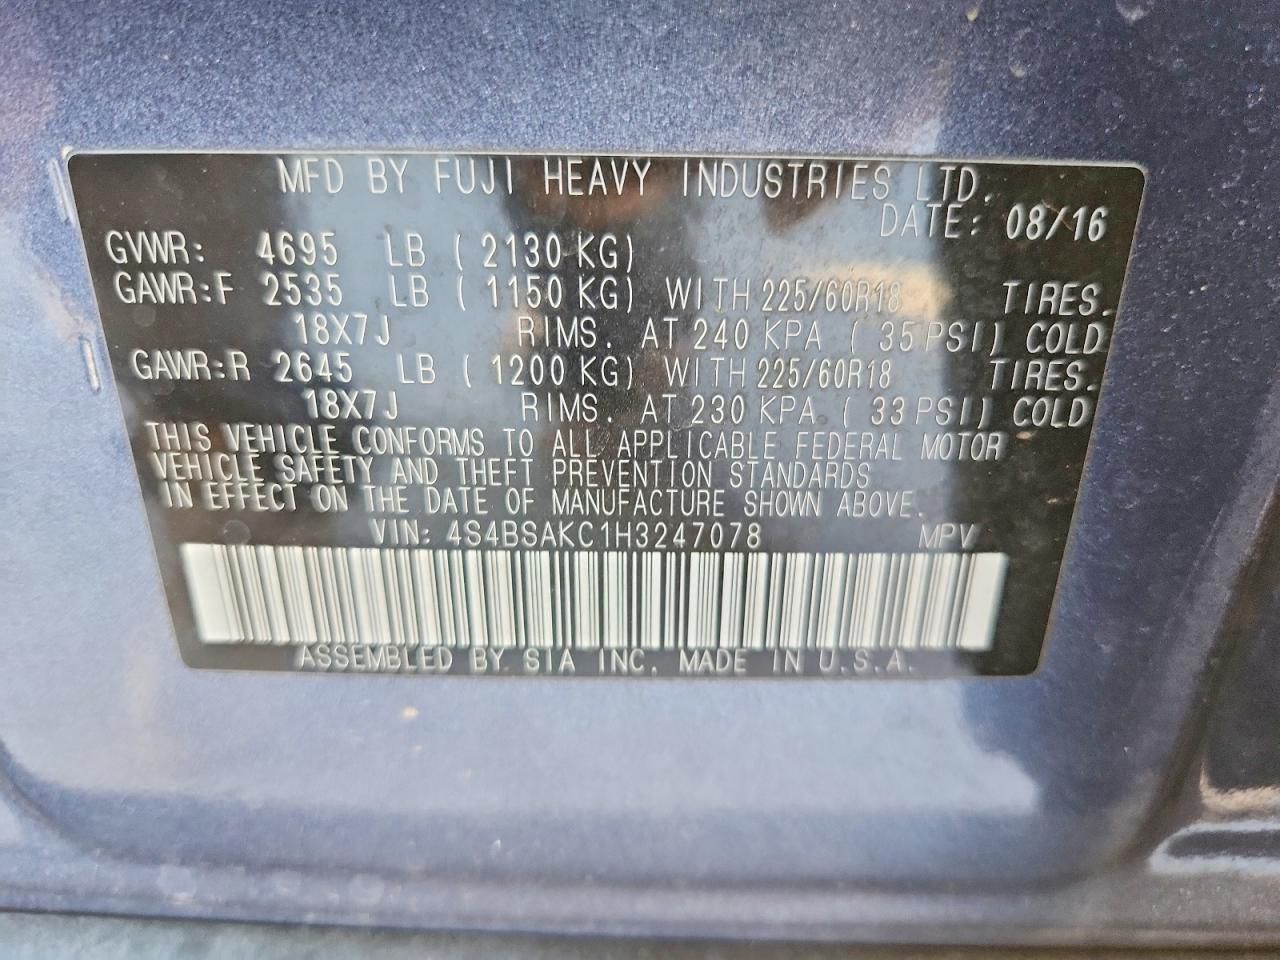 MFD BY FUJI HEAVY INDUSTRIES LTD.
DATE: 08/16
GVWR: 4695 LB ( 2130 KG)
GAWR:F 2535 LB ( 1150 KG) WITH 225/60R18 TIRES.
18X7J RIMS. AT 240 KPA ( 35 PSI) COLD
GAWR:R 2645 LB ( 1200 KG) WITH 225/60R18 TIRES.
18X7J RIMS. AT 230 KPA ( 33 PSI) COLD
THIS VEHICLE CONFORMS TO ALL APPLICABLE FEDERAL MOTOR
VEHICLE SAFETY AND THEFT PREVENTION STANDARDS
IN EFFECT ON THE DATE OF MANUFACTURE SHOWN ABOVE.
VIN: 4S4BSAKC1H3247078 MPV
ASSEMBLED BY SIA INC. MADE IN U.S.A.